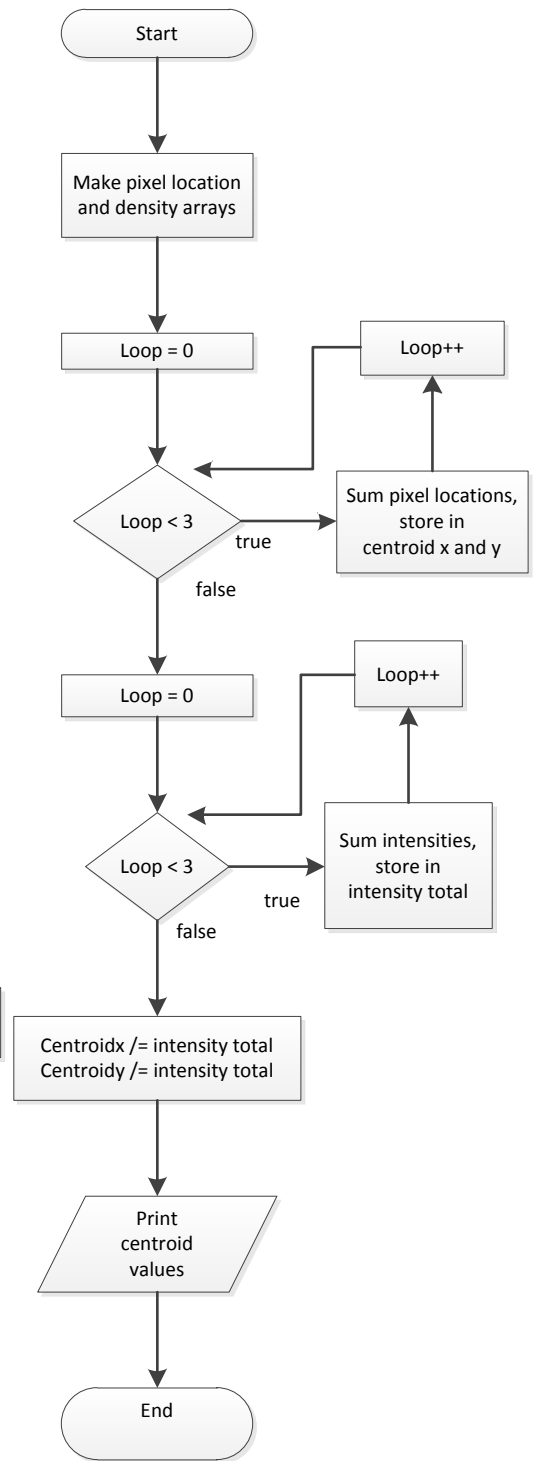 Start
Make pixel location
and density arrays
Loop = 0
Loop++
Loop < 3
true
Sum pixel locations,
store in
centroid x and y
false
Loop = 0
Loop++
Loop < 3
true
Sum intensities,
store in
intensity total
false
Centroidx /= intensity total
Centroidy /= intensity total
Print
centroid
values
End